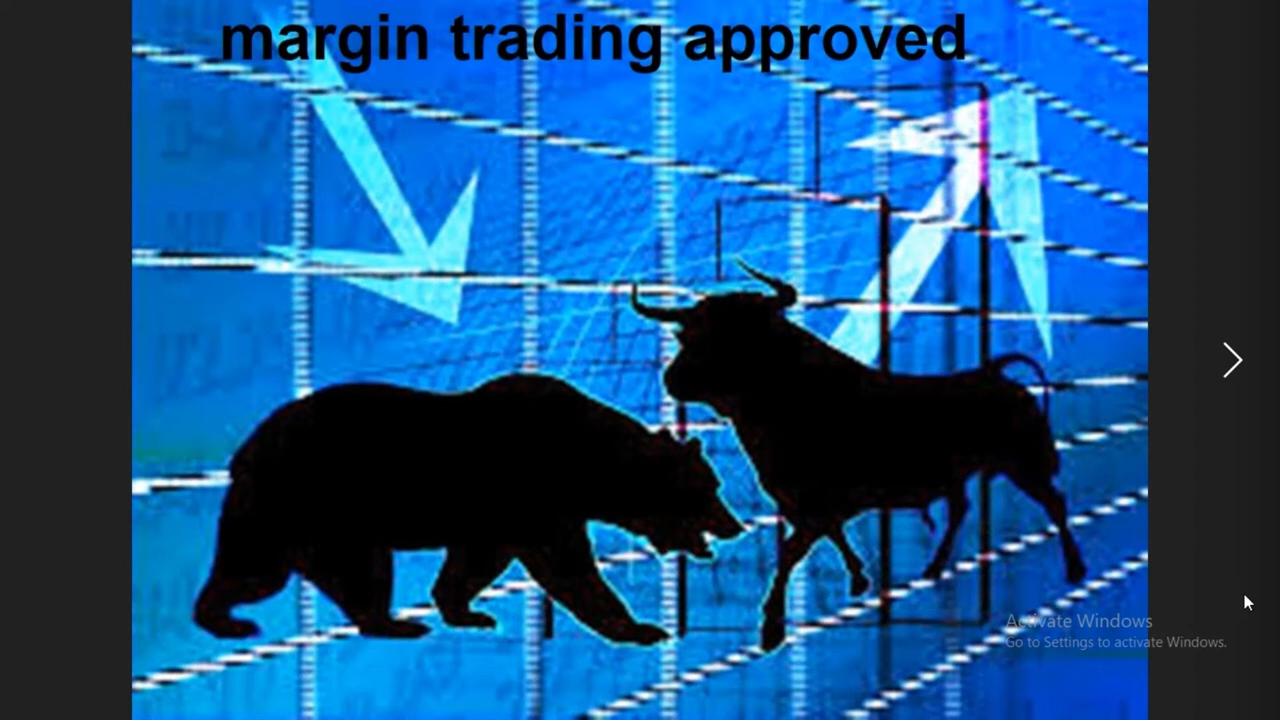 margin trading approved
Activate Windows
Go to Settings to activate Windows.